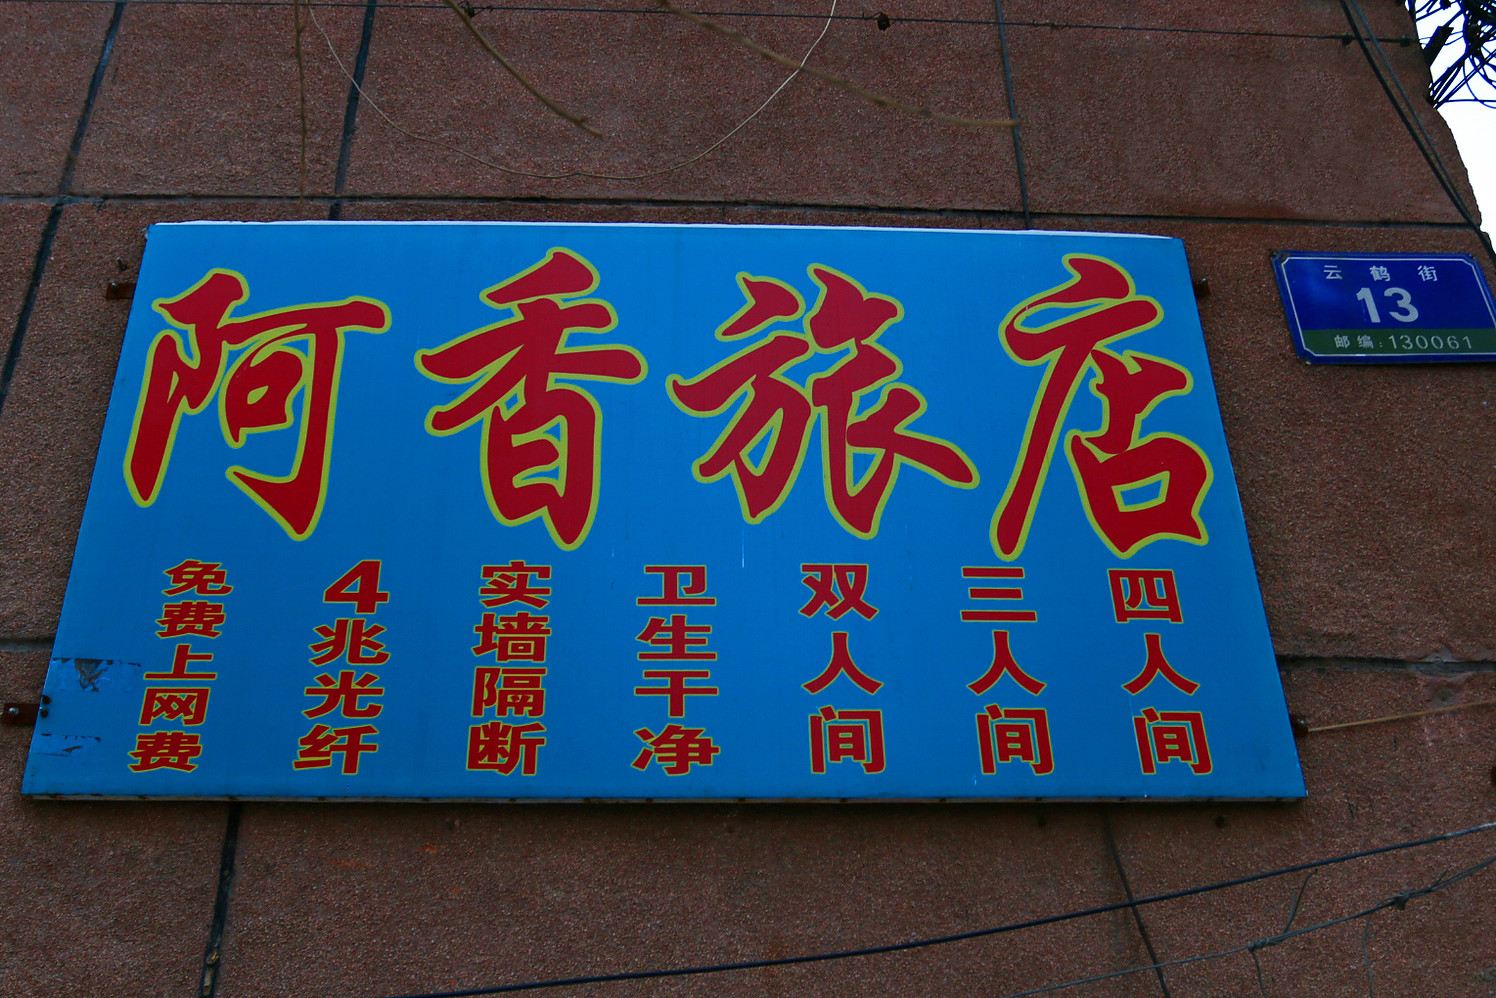 阿香旅店
免费上网费
4兆光纤
实墙隔断
卫生干净
双人间
三人间
四人间
云鹤街
13
邮编:130061